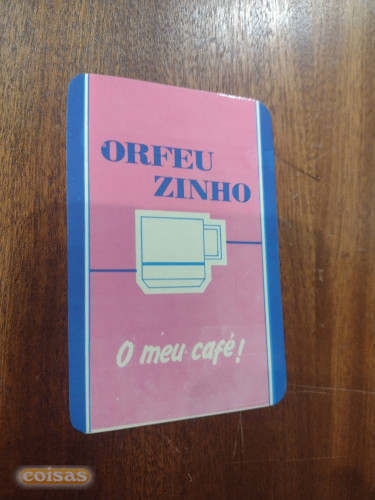 ORFEU
ZINHO
O meu café!
coisas